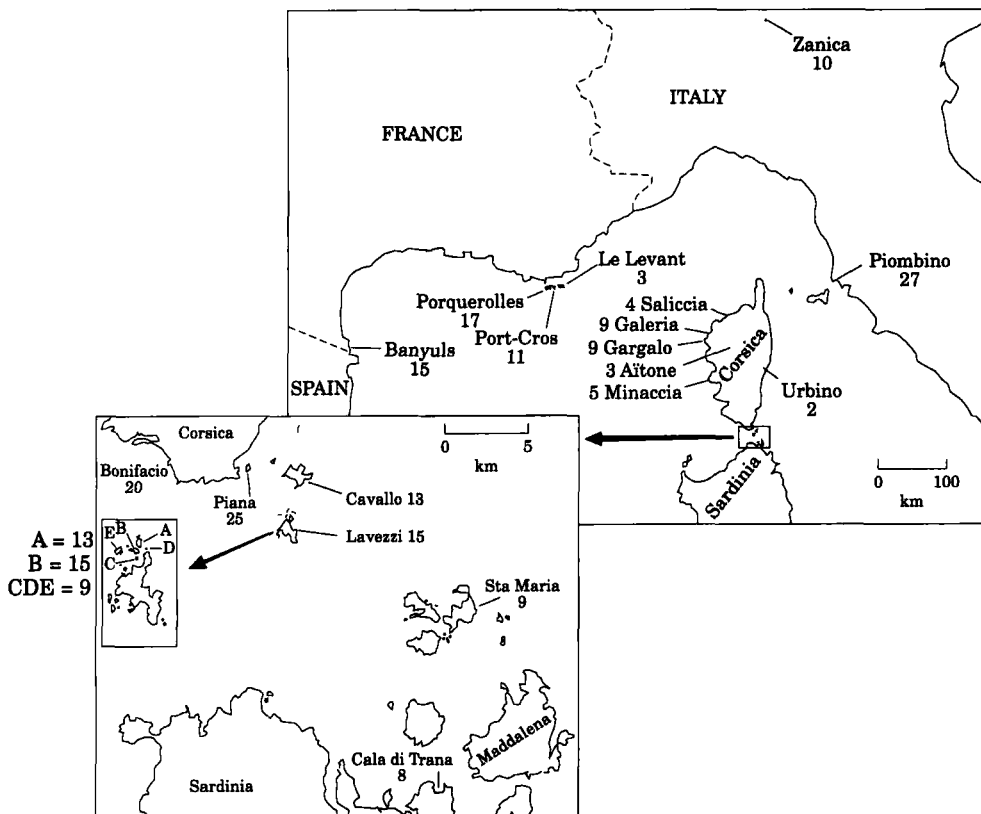 Zanica
10
ITALY
FRANCE
Le Levant
3
Porquerolles
17
Port-Cros
11
Piombino
27
4 Saliccia
9 Galeria
9 Gargalo
3 Aïtone
5 Minaccia
Corsica
Banyuls
15
SPAIN
Urbino
2
Sardinia
0 100
km
Corsica
0 5
km
Bonifacio
20
Piana
25
Cavallo 13
Lavezzi 15
A = 13
B = 15
CDE = 9
E
B
A
D
C
Sta Maria
9
Maddalena
Cala di Trana
8
Sardinia